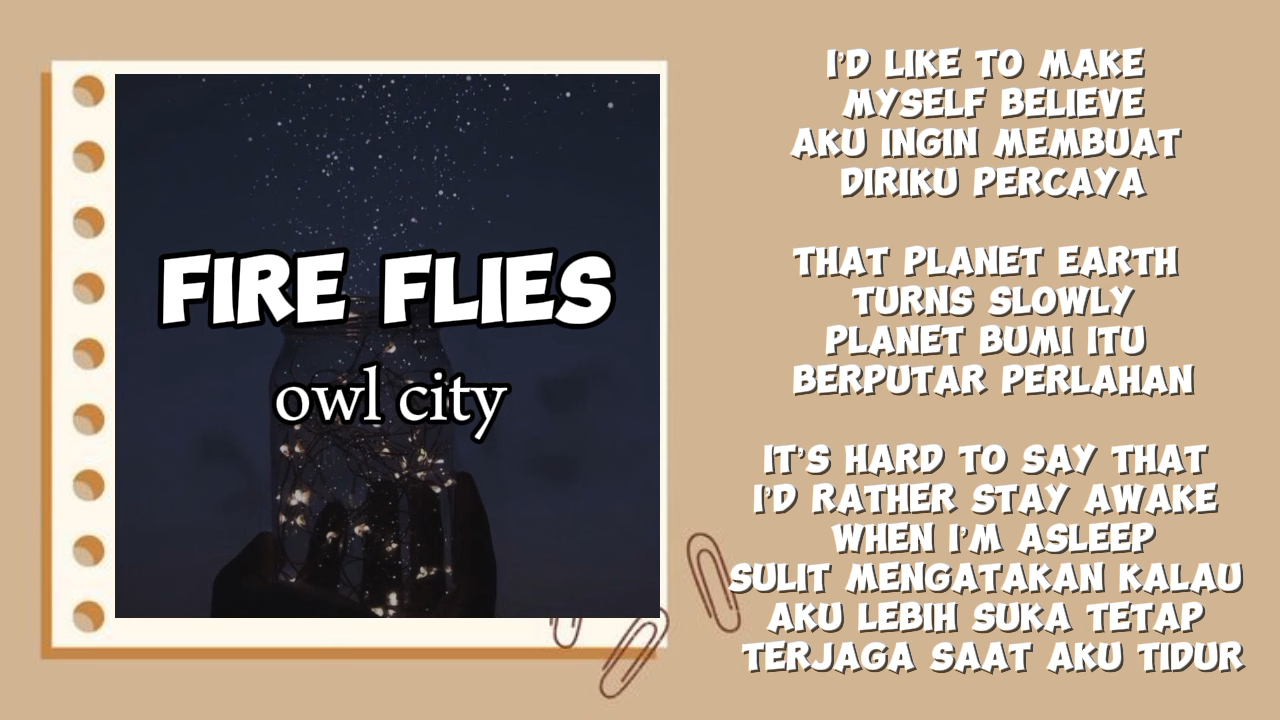 FIRE FLIES
owl city
I'D LIKE TO MAKE
MYSELF BELIEVE
AKU INGIN MEMBUAT
DIRIKU PERCAYA
THAT PLANET EARTH
TURNS SLOWLY
PLANET BUMI ITU
BERPUTAR PERLAHAN
IT'S HARD TO SAY THAT
I'D RATHER STAY AWAKE
WHEN I'M ASLEEP
SULIT MENGATAKAN KALAU
AKU LEBIH SUKA TETAP
TERJAGA SAAT AKU TIDUR